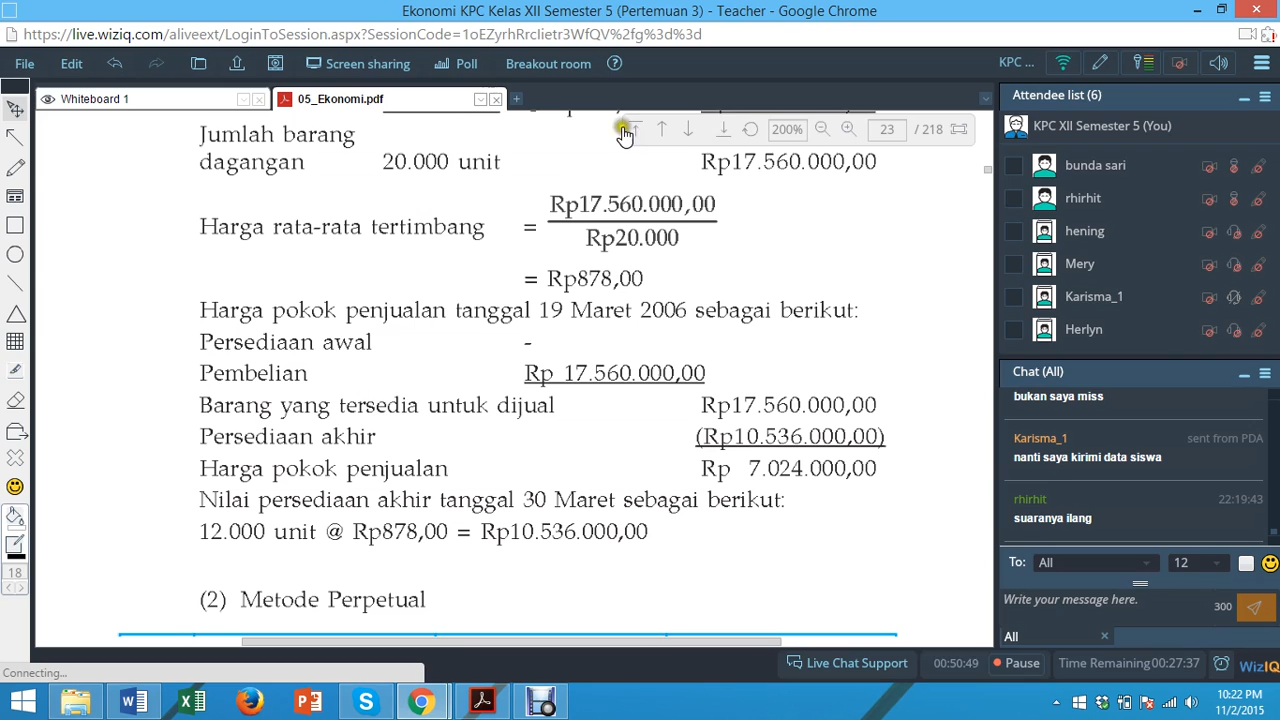 Ekonomi KPC Kelas XII Semester 5 (Pertemuan 3) - Teacher - Google Chrome
https://live.wiziq.com/aliveext/LoginToSession.aspx?SessionCode=1oEZyrhRrclietr3WfQV%2fg%3d%3d
File Edit Screen sharing Poll Breakout room ? KPC ...
Whiteboard 1 05_Ekonomi.pdf
200% 23 / 218
Jumlah barang
dagangan 20.000 unit Rp17.560.000,00
Harga rata-rata tertimbang = Rp17.560.000,00
Rp20.000
= Rp878,00
Harga pokok penjualan tanggal 19 Maret 2006 sebagai berikut:
Persediaan awal -
Pembelian Rp 17.560.000,00
Barang yang tersedia untuk dijual Rp17.560.000,00
Persediaan akhir (Rp10.536.000,00)
Harga pokok penjualan Rp 7.024.000,00
Nilai persediaan akhir tanggal 30 Maret sebagai berikut:
12.000 unit @ Rp878,00 = Rp10.536.000,00
(2) Metode Perpetual
18
Connecting...
Attendee list (6)
KPC XII Semester 5 (You)
bunda sari
rhirhit
hening
Mery
Karisma_1
Herlyn
Chat (All)
bukan saya miss
Karisma_1 sent from PDA
nanti saya kirimi data siswa
rhirhit 22:19:43
suaranya ilang
To: All 12
Write your message here. 300
All
Live Chat Support 00:50:49 Pause Time Remaining 00:27:37 WizIQ
10:22 PM
11/2/2015